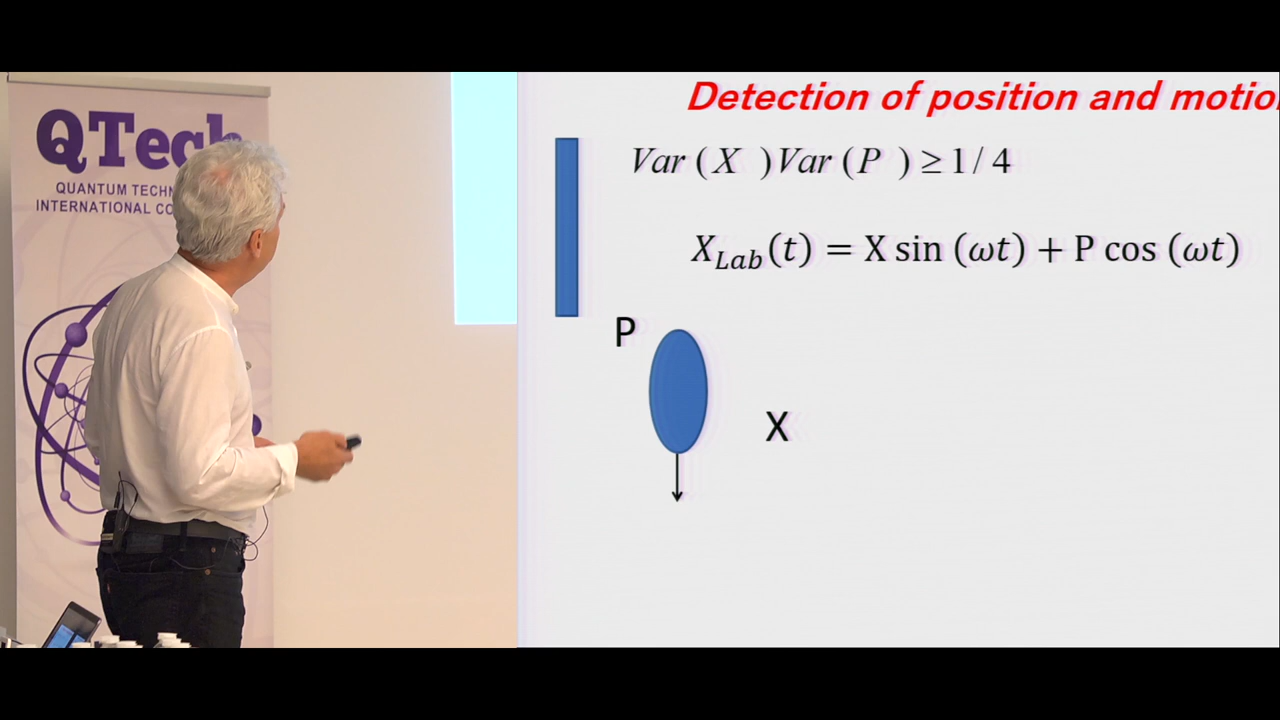 QTech
QUANTUM TECHN
INTERNATIONAL CO
Detection of position and motio
Var (X ) Var (P ) ≥ 1/4
X_Lab(t) = X sin (ωt) + P cos (ωt)
P
X